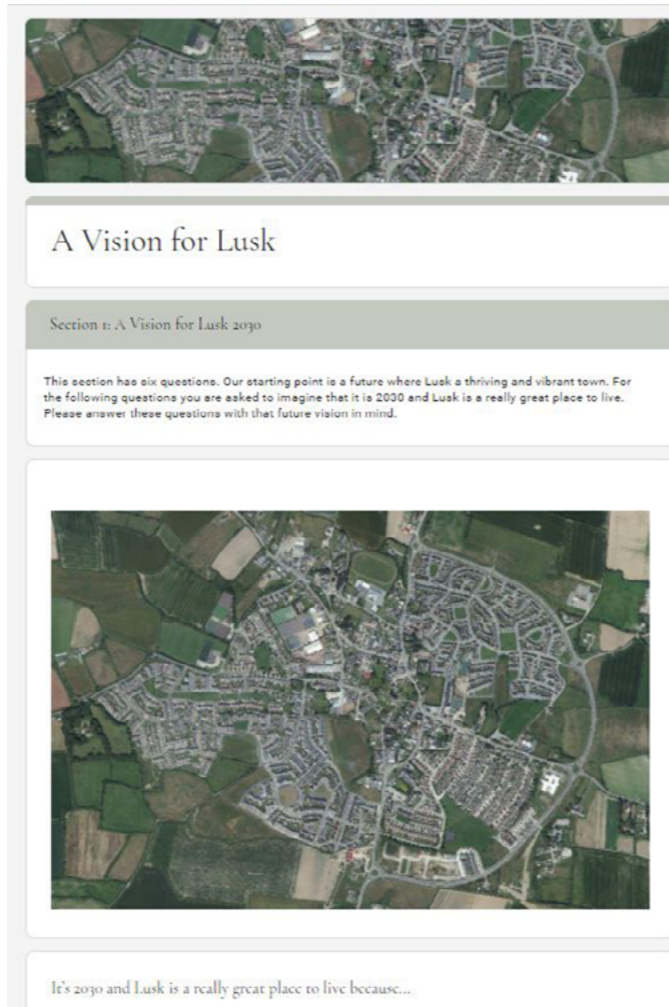 A Vision for Lusk
Section 1: A Vision for Lusk 2030
This section has six questions. Our starting point is a future where Lusk a thriving and vibrant town. For
the following questions you are asked to imagine that it is 2030 and Lusk is a really great place to live.
Please answer these questions with that future vision in mind.
It's 2030 and Lusk is a really great place to live because...